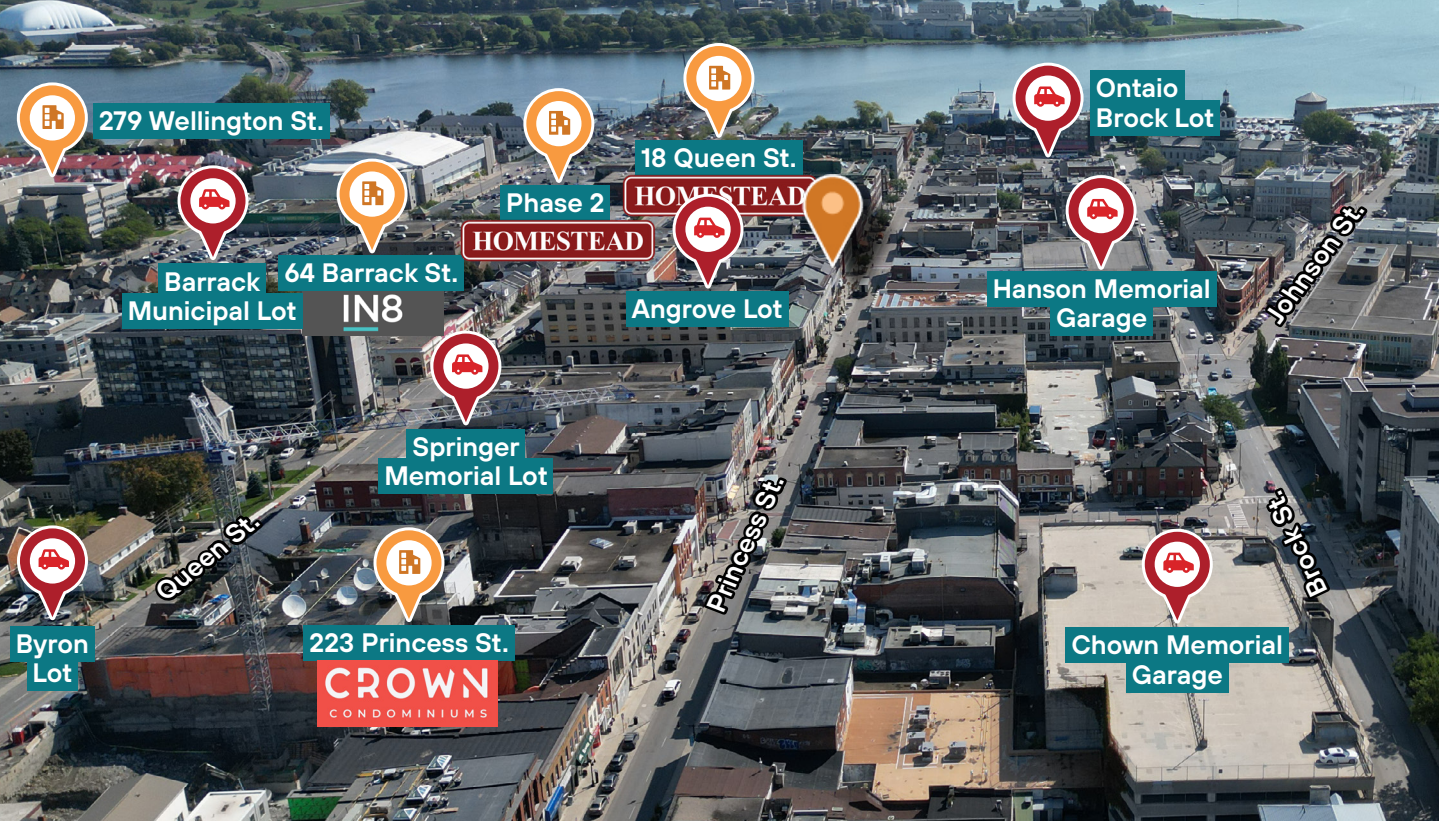 279 Wellington St.
Ontaio
Brock Lot
18 Queen St.
HOMESTEAD
Phase 2
HOMESTEAD
Barrack
Municipal Lot
64 Barrack St.
IN8
Angrove Lot
Hanson Memorial
Garage
Johnson St.
Springer
Memorial Lot
Queen St.
Princess St.
Brock St.
Byron
Lot
223 Princess St.
CROWN
CONDOMINIUMS
Chown Memorial
Garage